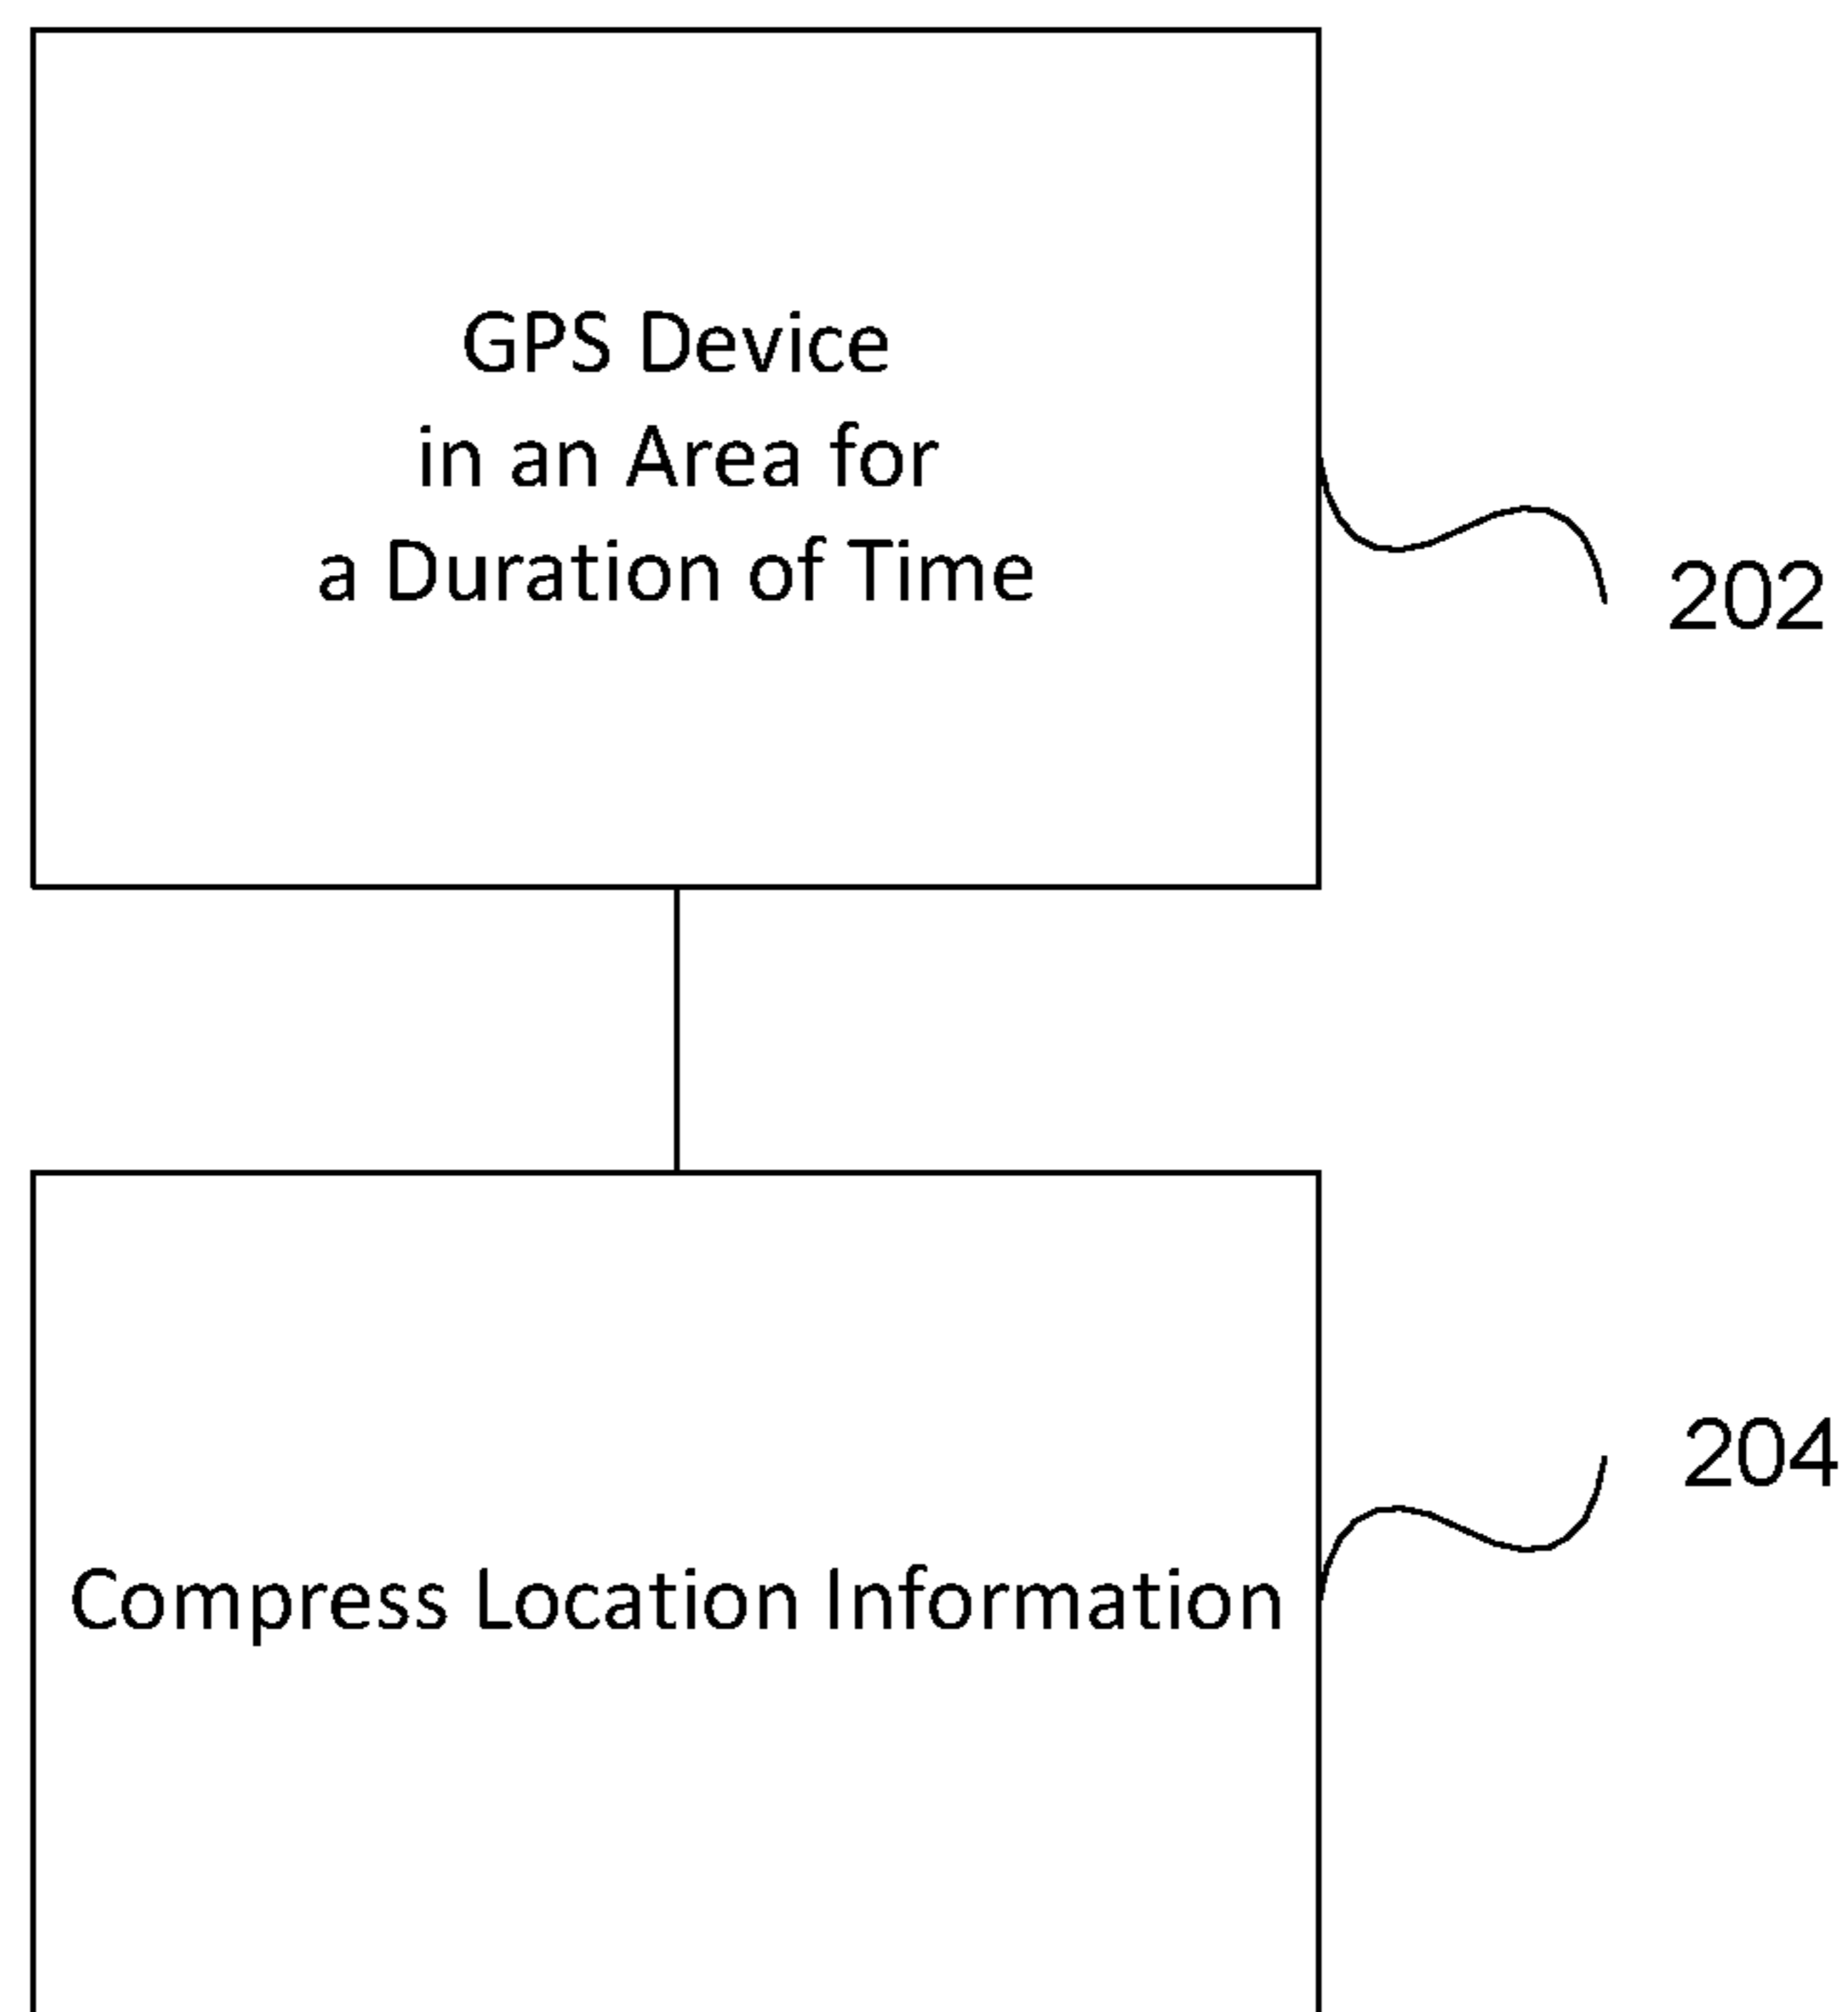 GPS Device
in an Area for
a Duration of Time
202
204
Compress Location Information